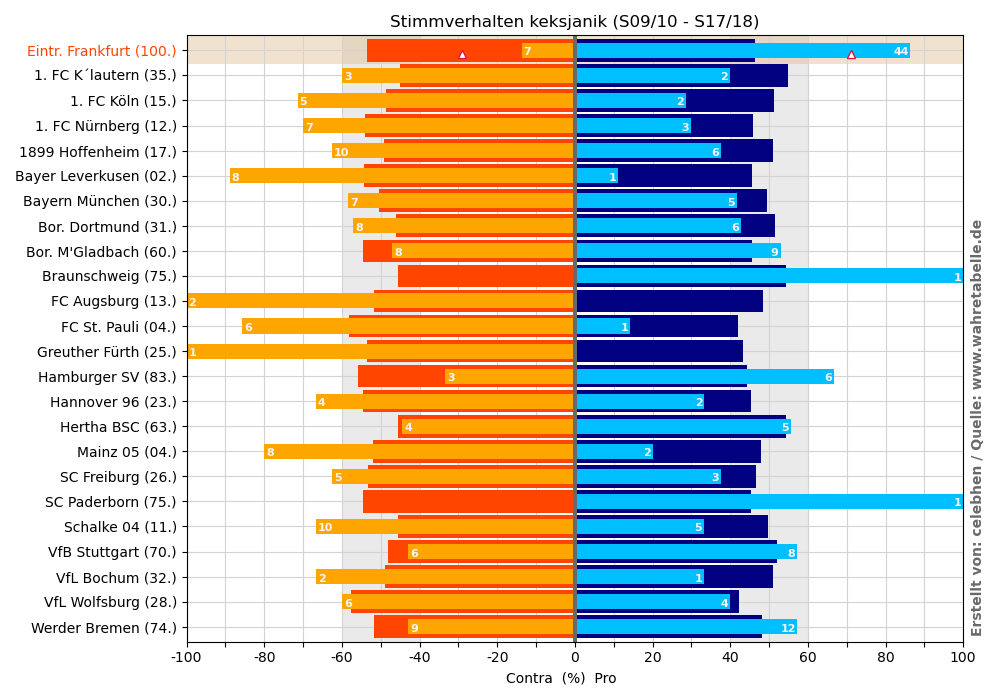 Stimmverhalten keksjanik (S09/10 - S17/18)
Eintr. Frankfurt (100.) 7 44
1. FC K´lautern (35.) 3 2
1. FC Köln (15.) 5 2
1. FC Nürnberg (12.) 7 3
1899 Hoffenheim (17.) 10 6
Bayer Leverkusen (02.) 8 1
Bayern München (30.) 7 5
Bor. Dortmund (31.) 8 6
Bor. M'Gladbach (60.) 8 9
Braunschweig (75.) 1
FC Augsburg (13.) 2
FC St. Pauli (04.) 6 1
Greuther Fürth (25.) 1
Hamburger SV (83.) 3 6
Hannover 96 (23.) 4 2
Hertha BSC (63.) 4 5
Mainz 05 (04.) 8 2
SC Freiburg (26.) 5 3
SC Paderborn (75.) 1
Schalke 04 (11.) 10 5
VfB Stuttgart (70.) 6 8
VfL Bochum (32.) 2 1
VfL Wolfsburg (28.) 6 4
Werder Bremen (74.) 9 12
-100 -80 -60 -40 -20 0 20 40 60 80 100
Contra (%) Pro
Erstellt von: celebhen / Quelle: www.wahretabelle.de